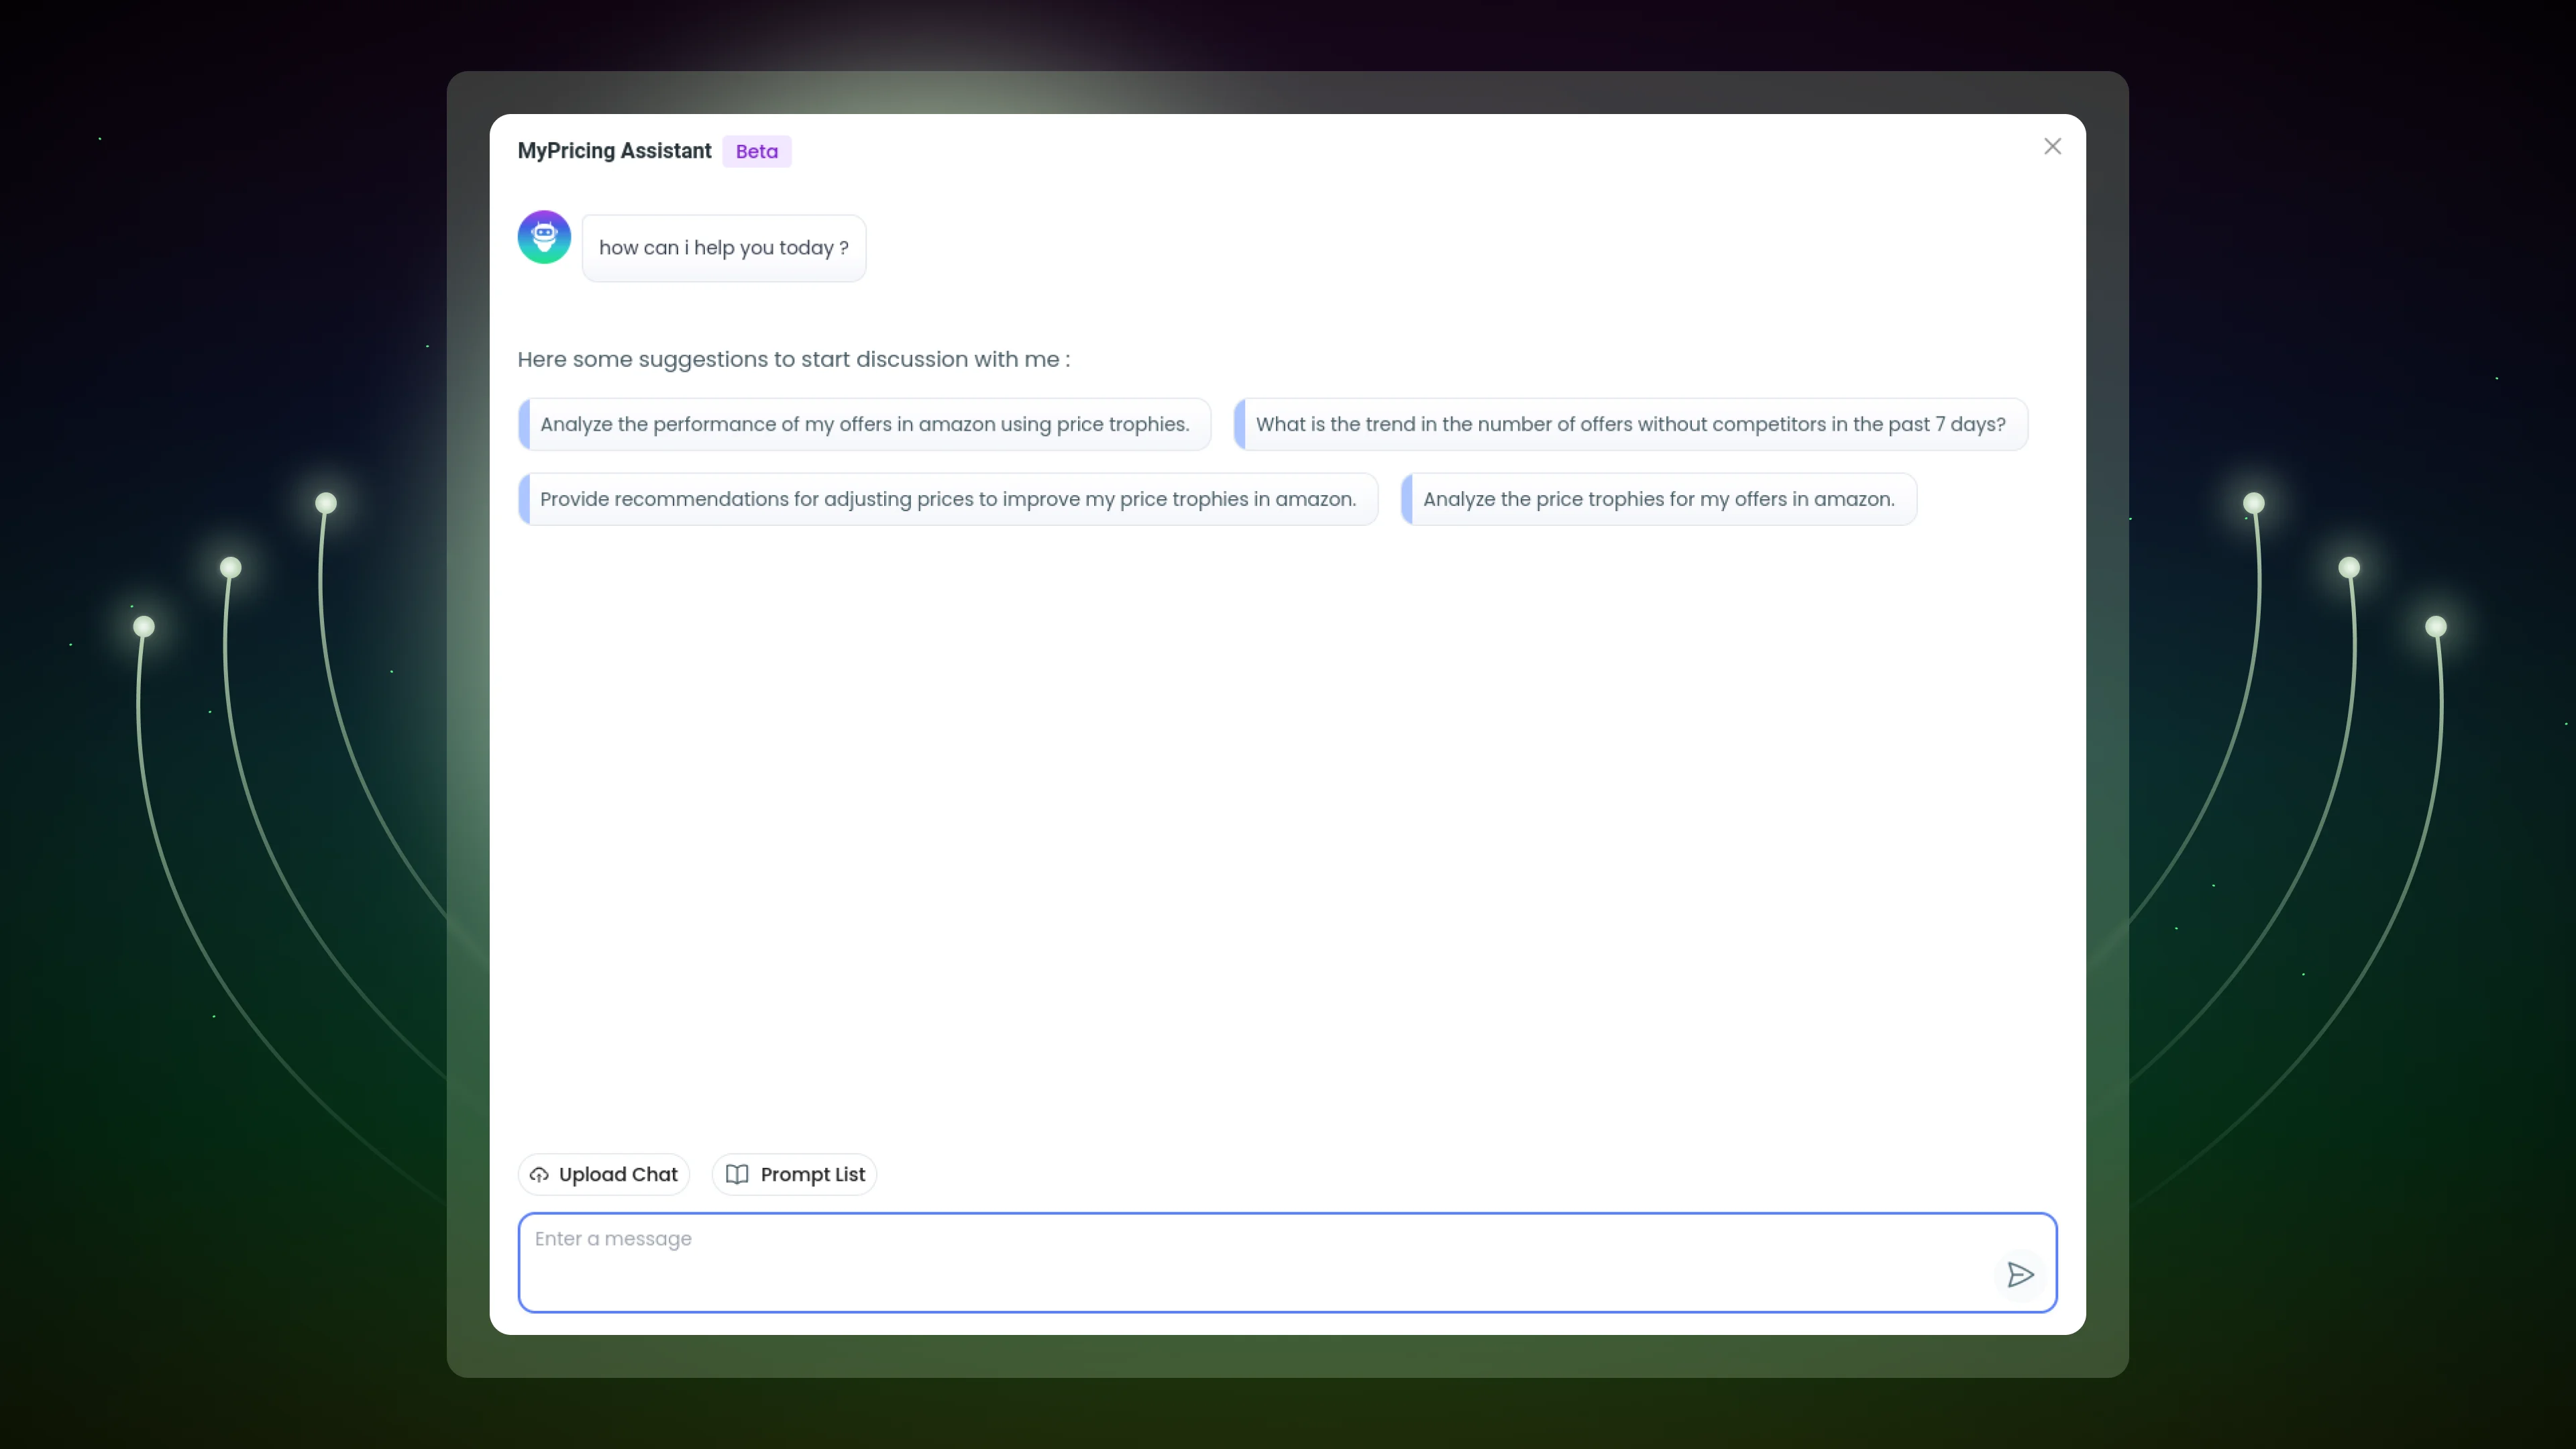 MyPricing Assistant Beta
how can i help you today ?
Here some suggestions to start discussion with me :
Analyze the performance of my offers in amazon using price trophies.
What is the trend in the number of offers without competitors in the past 7 days?
Provide recommendations for adjusting prices to improve my price trophies in amazon.
Analyze the price trophies for my offers in amazon.
Upload Chat
Prompt List
Enter a message